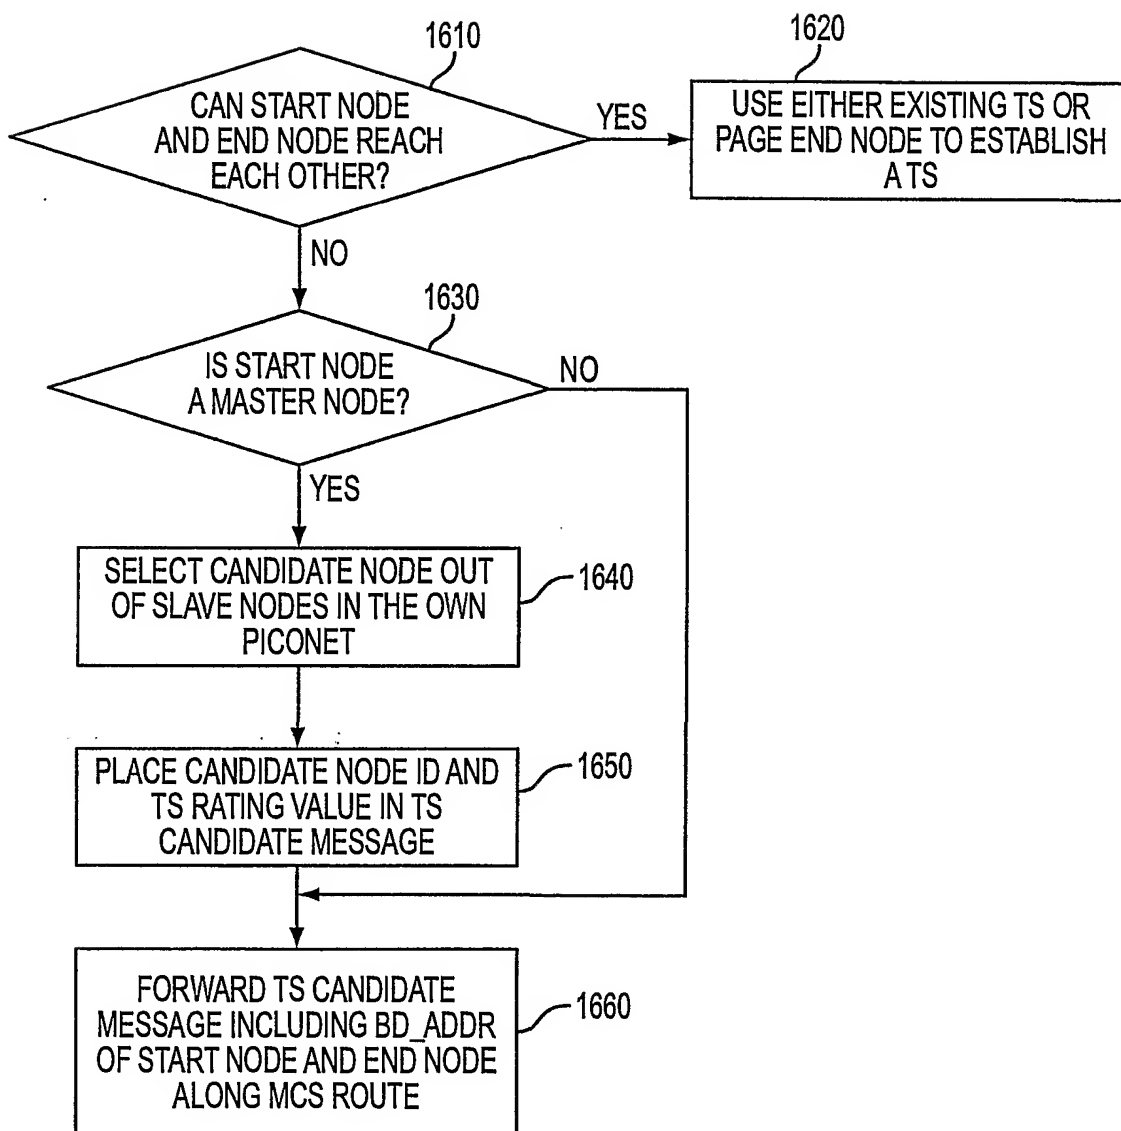 1610
CAN START NODE
AND END NODE REACH
EACH OTHER?
YES
1620
USE EITHER EXISTING TS OR
PAGE END NODE TO ESTABLISH
A TS
NO
1630
IS START NODE
A MASTER NODE?
NO
YES
SELECT CANDIDATE NODE OUT
OF SLAVE NODES IN THE OWN
PICONET
1640
PLACE CANDIDATE NODE ID AND
TS RATING VALUE IN TS
CANDIDATE MESSAGE
1650
FORWARD TS CANDIDATE
MESSAGE INCLUDING BD_ADDR
OF START NODE AND END NODE
ALONG MCS ROUTE
1660